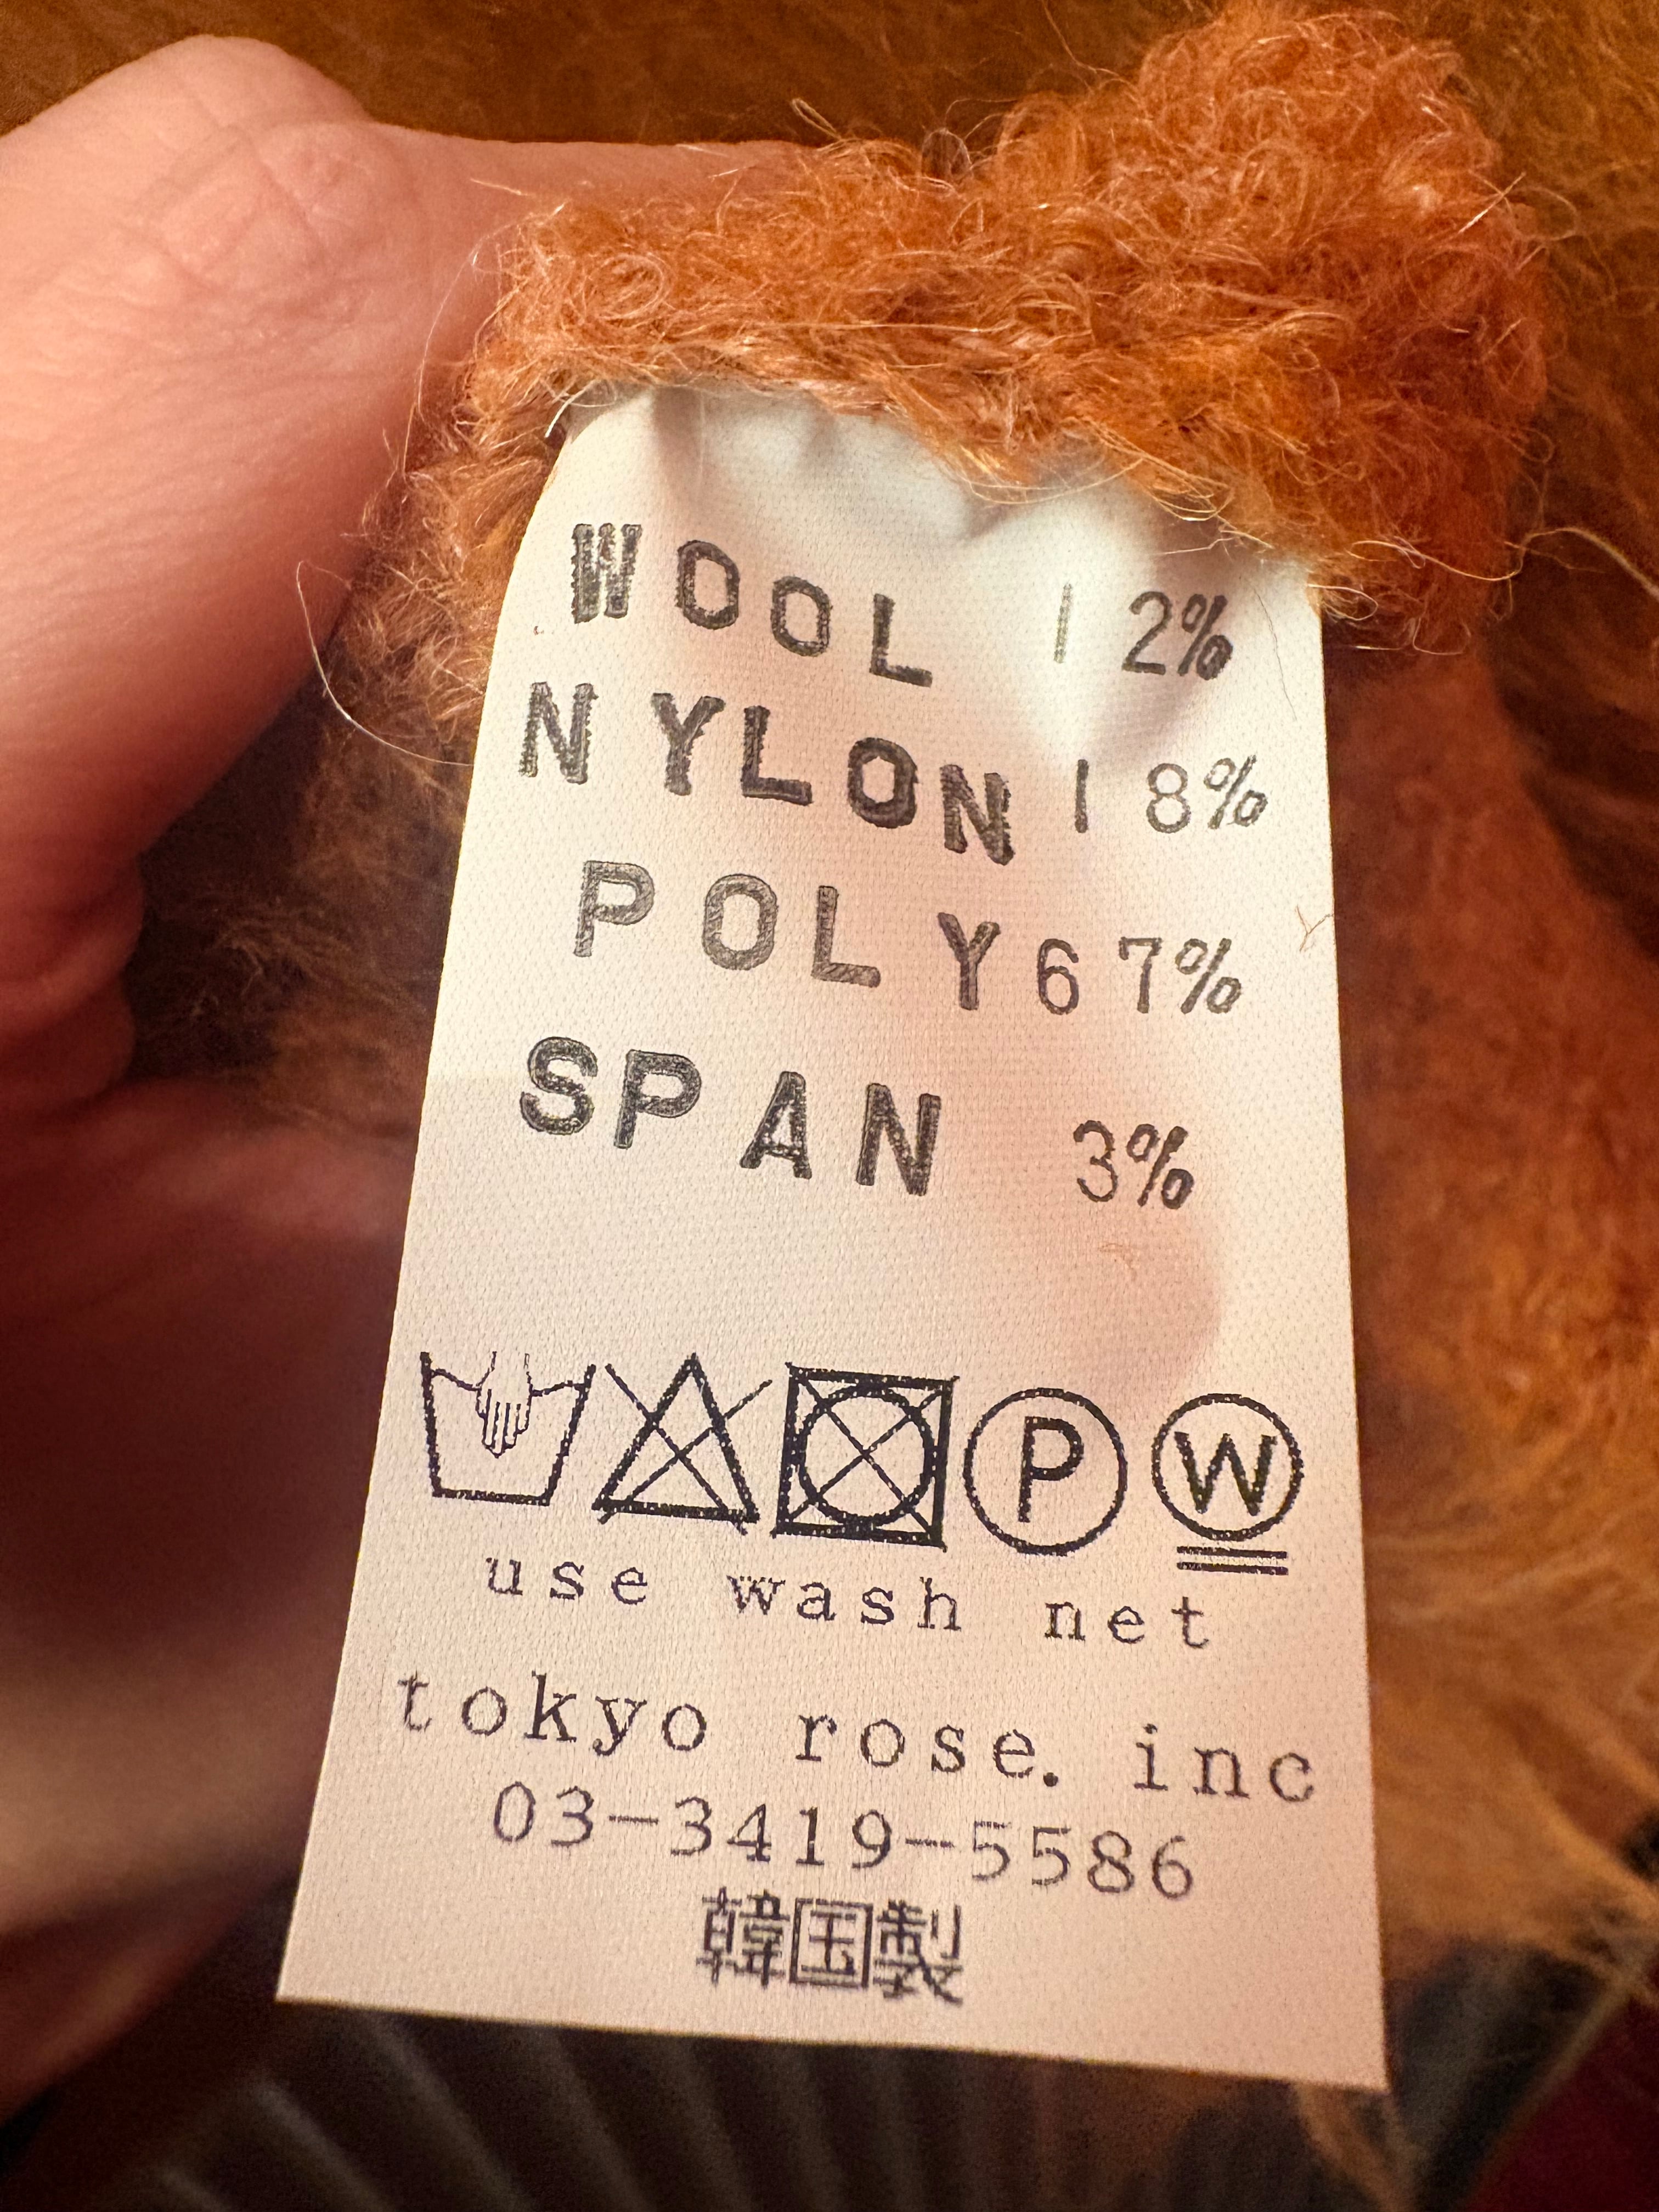 WOOL 12%
NYLON 18%
POLY 67%
SPAN 3%
P W
use wash net
tokyo rose. inc
03-3419-5586
韓国製